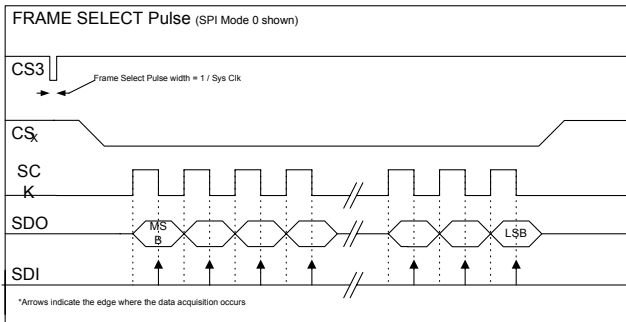 FRAME SELECT Pulse (SPI Mode 0 shown)
CS3
Frame Select Pulse width = 1 / Sys Clk
CSX
SC
K
SDO
MS
B
LSB
SDI
*Arrows indicate the edge where the data acquisition occurs